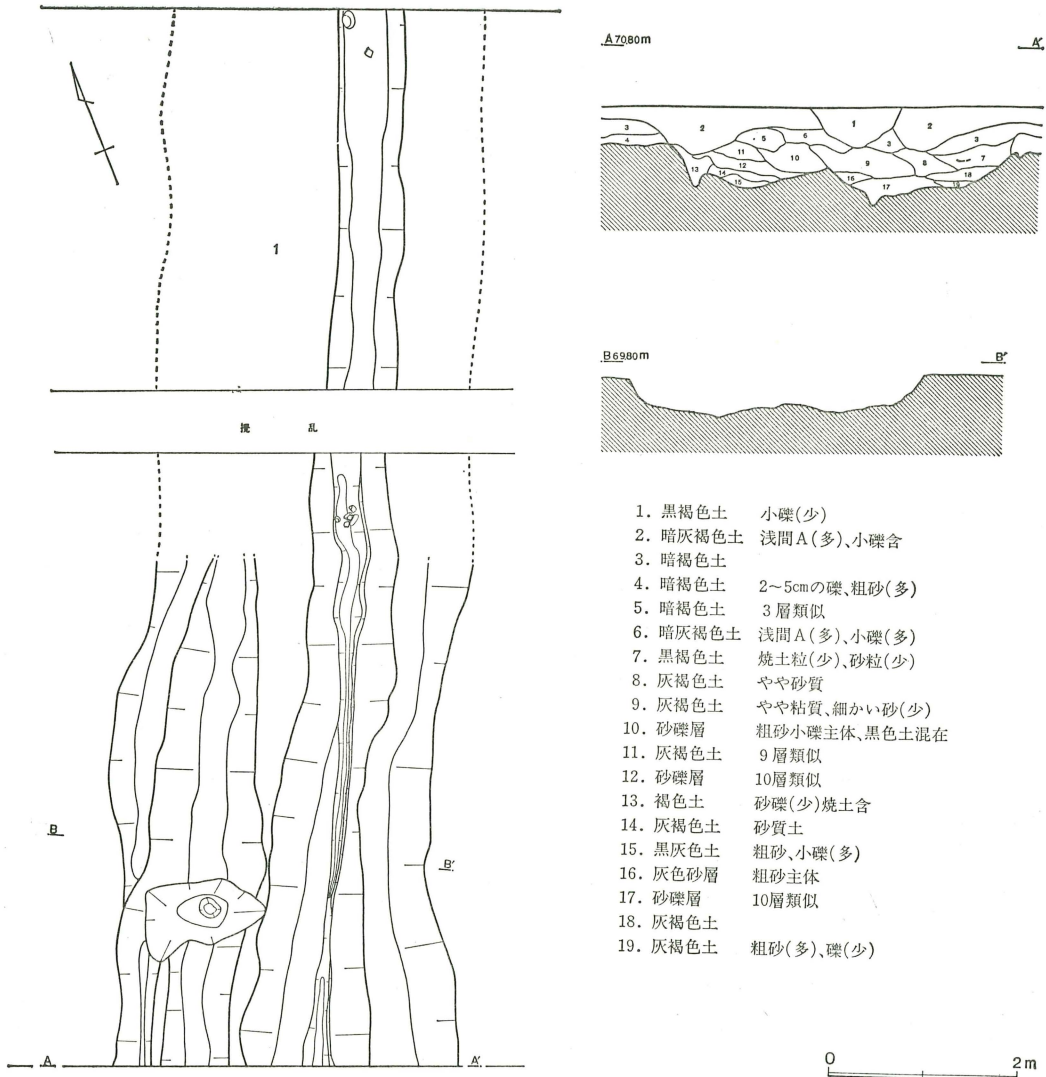 A 70.80m
A′
3
4
2
5
6
1
2
3
3
11
10
9
8
7
12
13
14
15
16
17
18
19
1
B 69.80m
B′
攪乱
1. 黒褐色土 小礫(少)
2. 暗灰褐色土 浅間A(多)、小礫含
3. 暗褐色土
4. 暗褐色土 2~5cmの礫、粗砂(多)
5. 暗褐色土 3層類似
6. 暗灰褐色土 浅間A(多)、小礫(多)
7. 黒褐色土 焼土粒(少)、砂粒(少)
8. 灰褐色土 やや砂質
9. 灰褐色土 やや粘質、細かい砂(少)
10. 砂礫層 粗砂小礫主体、黒色土混在
11. 灰褐色土 9層類似
12. 砂礫層 10層類似
13. 褐色土 砂礫(少)焼土含
14. 灰褐色土 砂質土
15. 黒灰色土 粗砂、小礫(多)
16. 灰色砂層 粗砂主体
17. 砂礫層 10層類似
18. 灰褐色土
19. 灰褐色土 粗砂(多)、礫(少)
B
B′
A
A′
0 2m